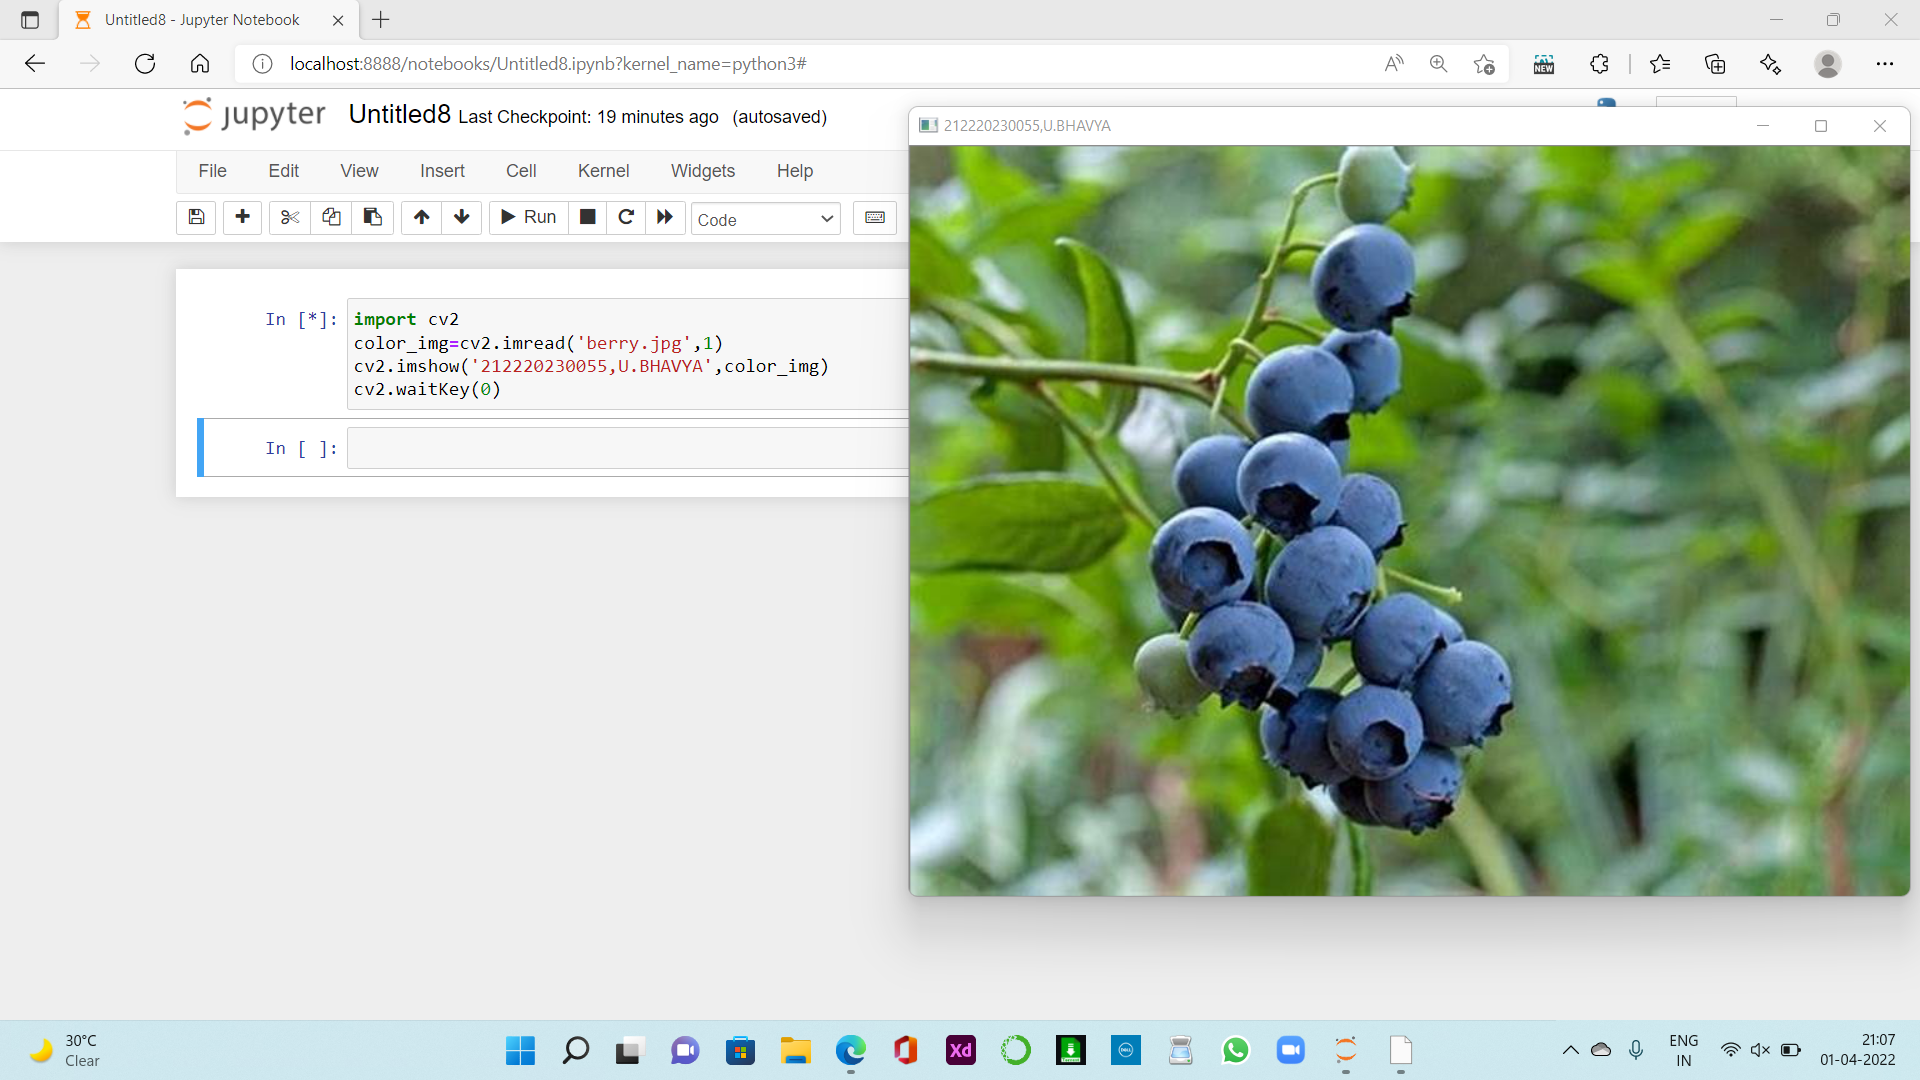 Untitled8 - Jupyter Notebook
localhost:8888/notebooks/Untitled8.ipynb?kernel_name=python3#
NEW
jupyter Untitled8 Last Checkpoint: 19 minutes ago (autosaved)
File Edit View Insert Cell Kernel Widgets Help
Run
Code
In [*]:
import cv2
color_img=cv2.imread('berry.jpg',1)
cv2.imshow('212220230055,U.BHAVYA',color_img)
cv2.waitKey(0)
In [ ]:
212220230055,U.BHAVYA
30°C
Clear
Xd
DELL
ENG
IN
21:07
01-04-2022